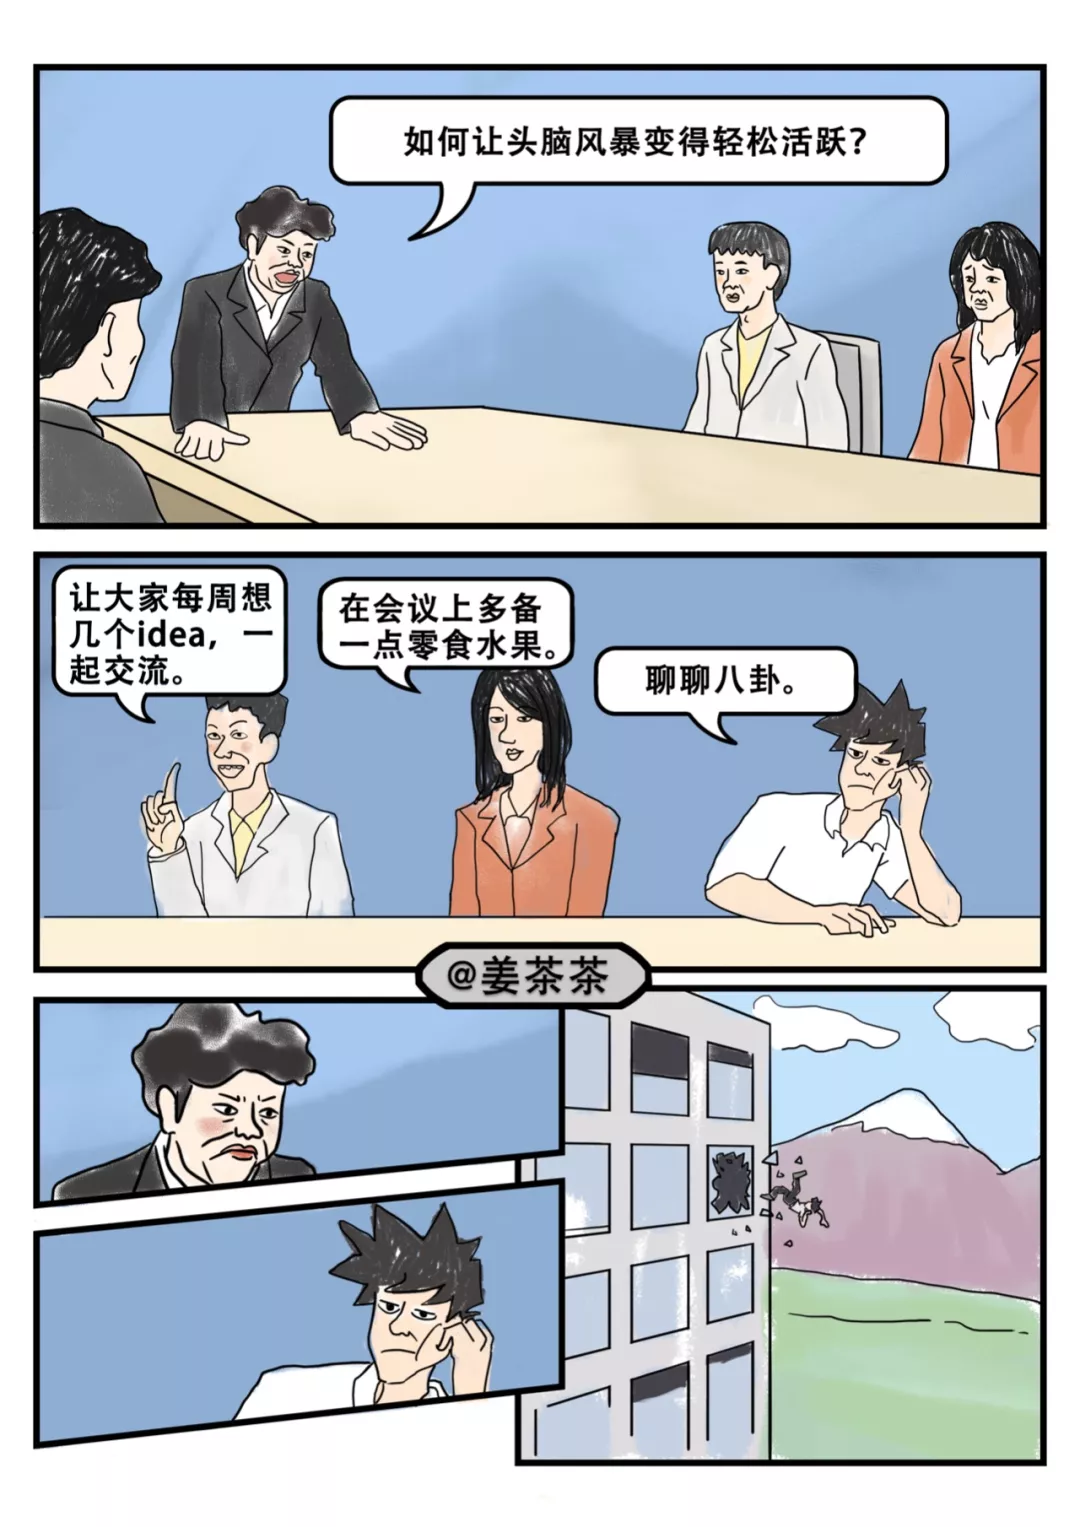 如何让头脑风暴变得轻松活跃？
让大家每周想
几个idea，一
起交流。
在会议上多备
一点零食水果。
聊聊八卦。
@姜茶茶